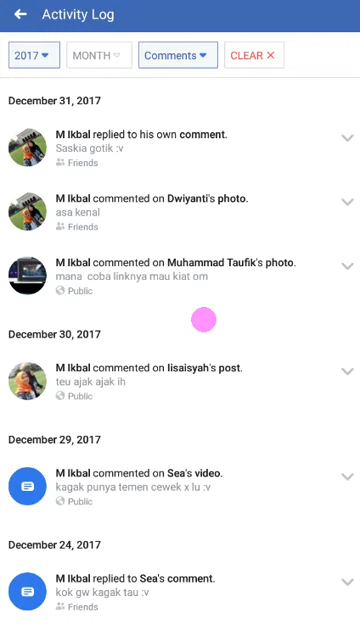 Activity Log
2017
MONTH
Comments
CLEAR X
December 31, 2017
M Ikbal replied to his own comment.
Saskia gotik :v
Friends
M Ikbal commented on Dwiyanti's photo.
asa kenal
Friends
M Ikbal commented on Muhammad Taufik's photo.
mana coba linknya mau kiat om
Public
December 30, 2017
M Ikbal commented on Iisaisyah's post.
teu ajak ajak ih
Public
December 29, 2017
M Ikbal commented on Sea's video.
kagak punya temen cewek x lu :v
Public
December 24, 2017
M Ikbal replied to Sea's comment.
kok gw kagak tau :v
Friends